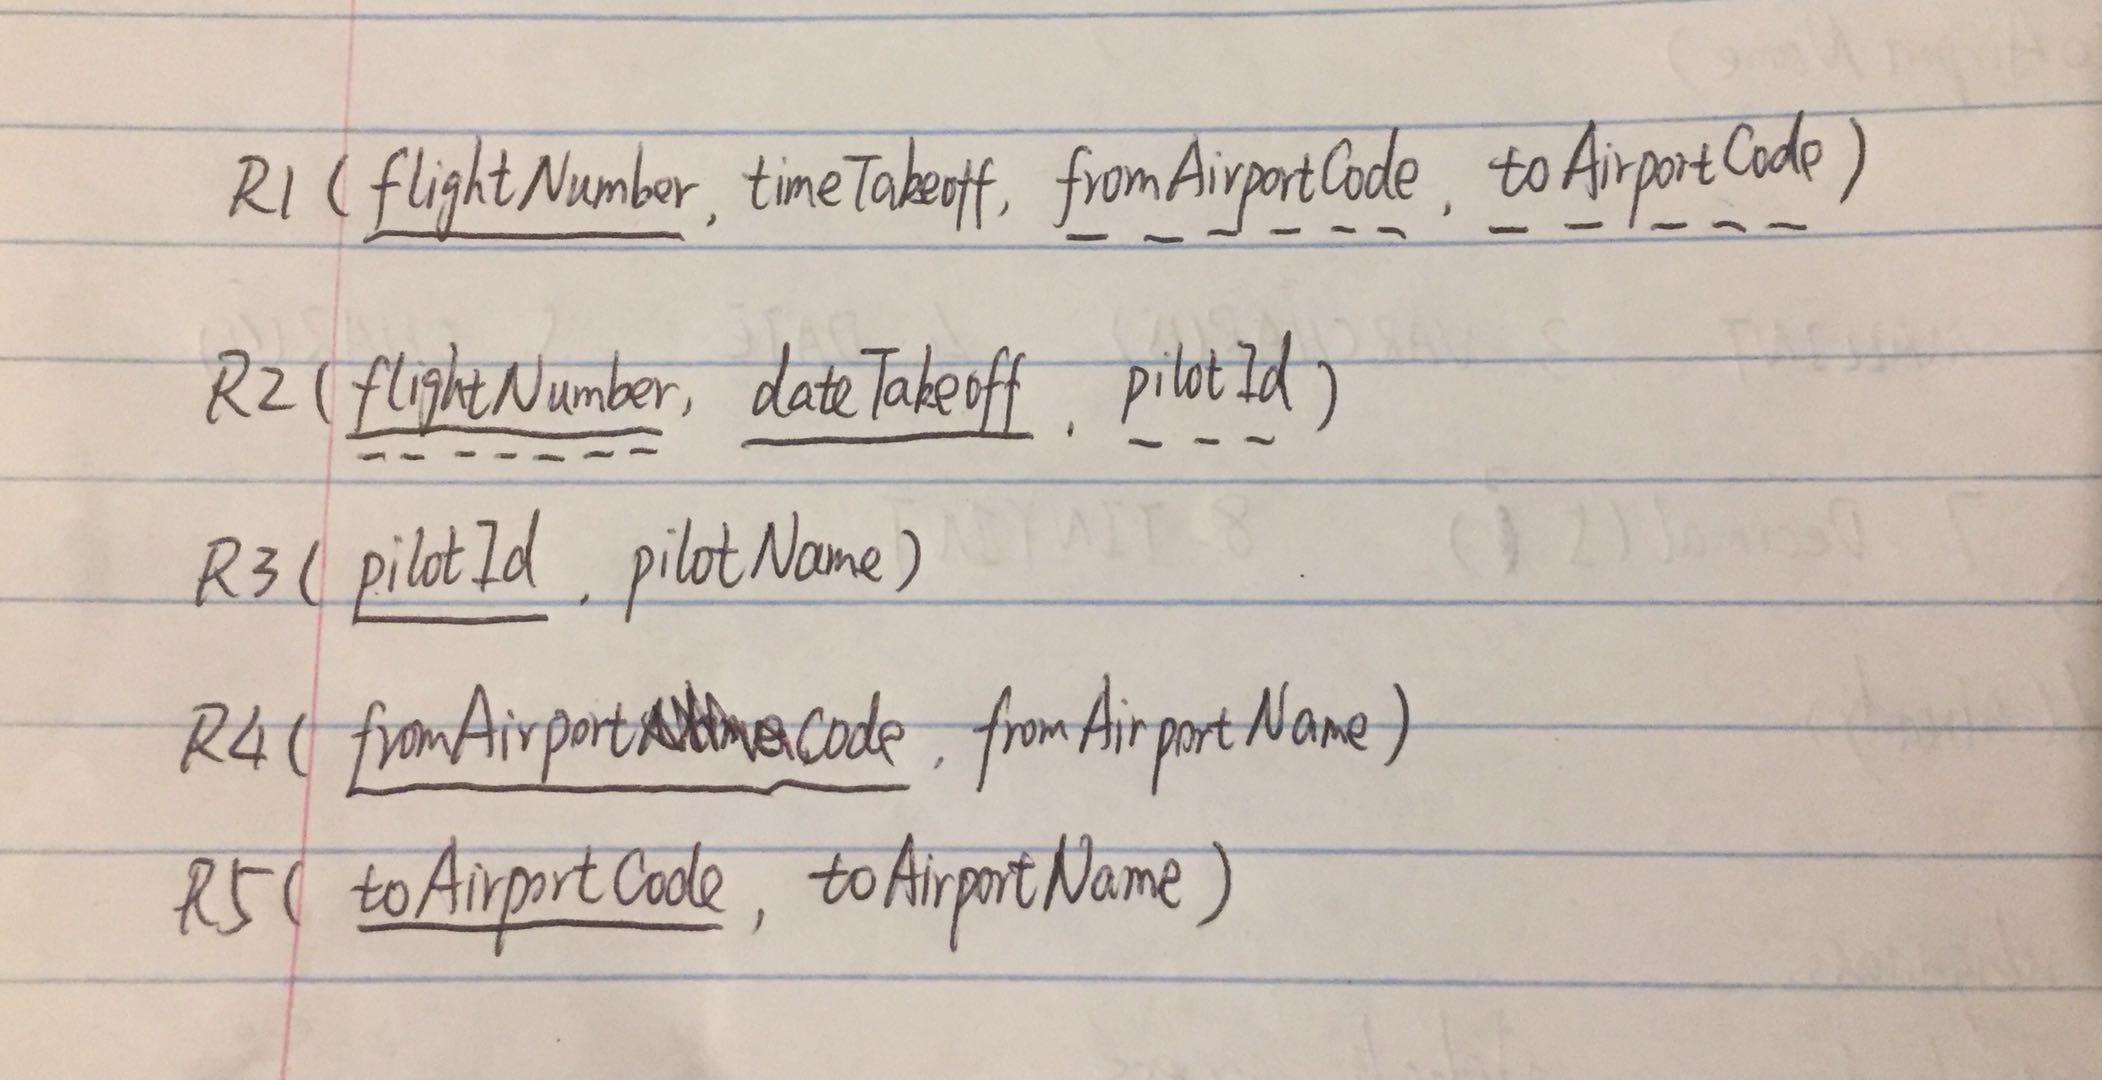 R1 ( flightNumber, timeTakeoff, fromAirportCode, toAirportCode )
R2 ( flightNumber, dateTakeoff, pilotId )
R3 ( pilotId, pilotName )
R4 ( fromAirportCode, fromAirportName )
R5 ( toAirportCode, toAirportName )